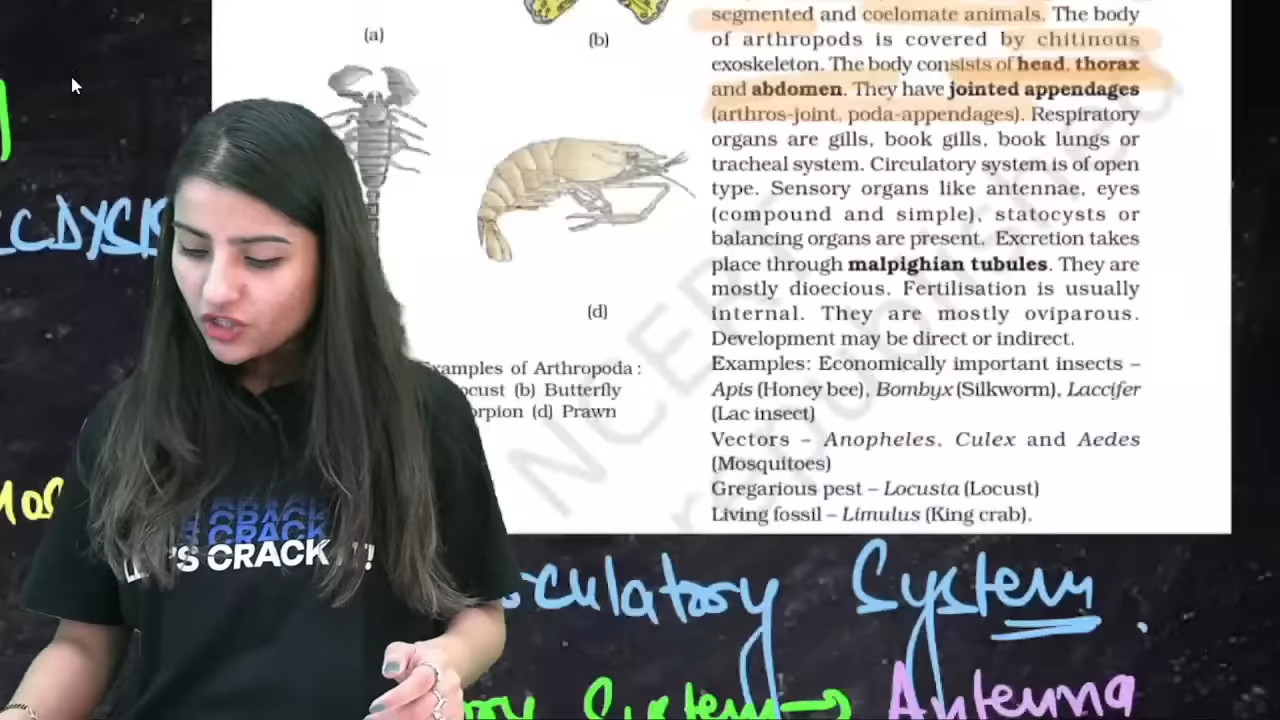 (a)
(b)
(d)
Examples of Arthropoda :
(b) Butterfly
(d) Prawn
segmented and coelomate animals. The body
of arthropods is covered by chitinous
exoskeleton. The body consists of head, thorax
and abdomen. They have jointed appendages
(arthros-joint, poda-appendages). Respiratory
organs are gills, book gills, book lungs or
tracheal system. Circulatory system is of open
type. Sensory organs like antennae, eyes
(compound and simple), statocysts or
balancing organs are present. Excretion takes
place through malpighian tubules. They are
mostly dioecious. Fertilisation is usually
internal. They are mostly oviparous.
Development may be direct or indirect.
Examples: Economically important insects –
Apis (Honey bee), Bombyx (Silkworm), Laccifer
(Lac insect)
Vectors – Anopheles, Culex and Aedes
(Mosquitoes)
Gregarious pest – Locusta (Locust)
Living fossil – Limulus (King crab).
System
System → Antenna
CRACK
CRACK
LET'S CRACK IT!
NCERT
republished